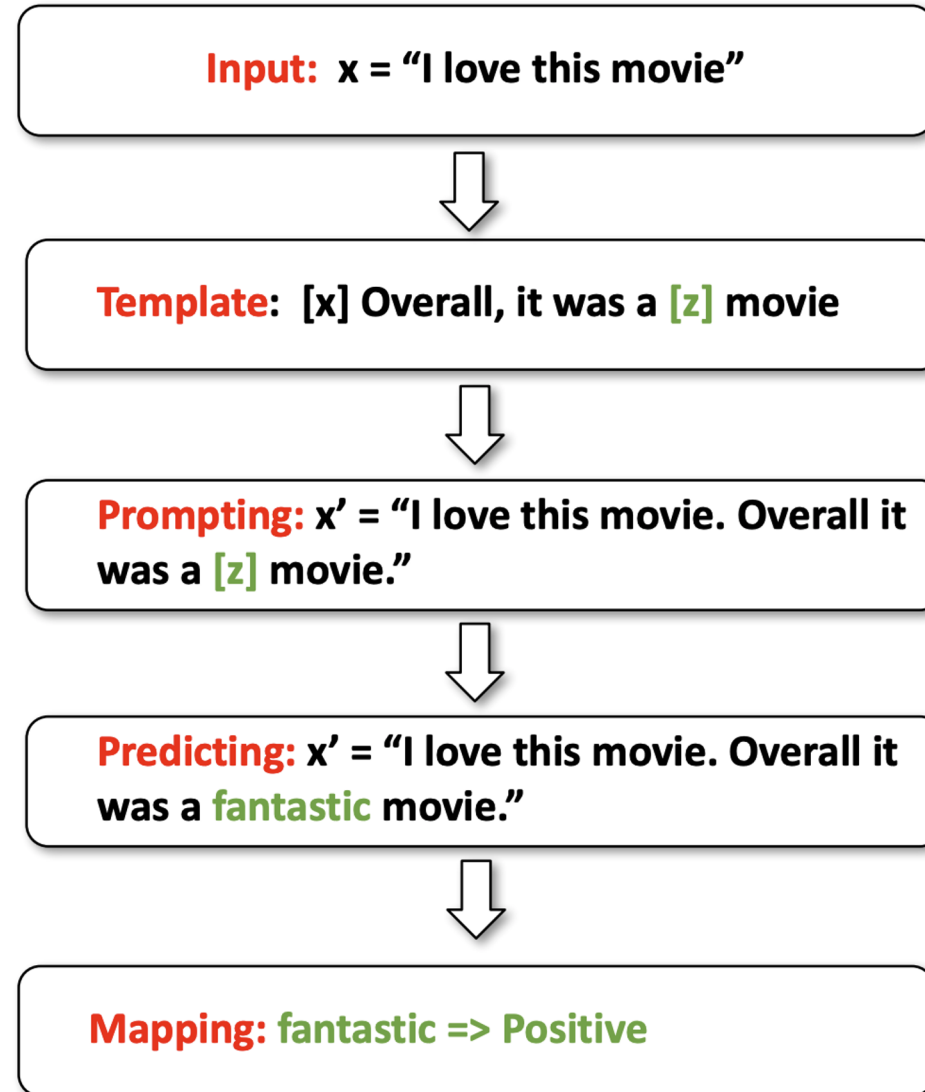 Input: x = “I love this movie”
Template: [x] Overall, it was a [z] movie
Prompting: x’ = “I love this movie. Overall it
was a [z] movie.”
Predicting: x’ = “I love this movie. Overall it
was a fantastic movie.”
Mapping: fantastic => Positive